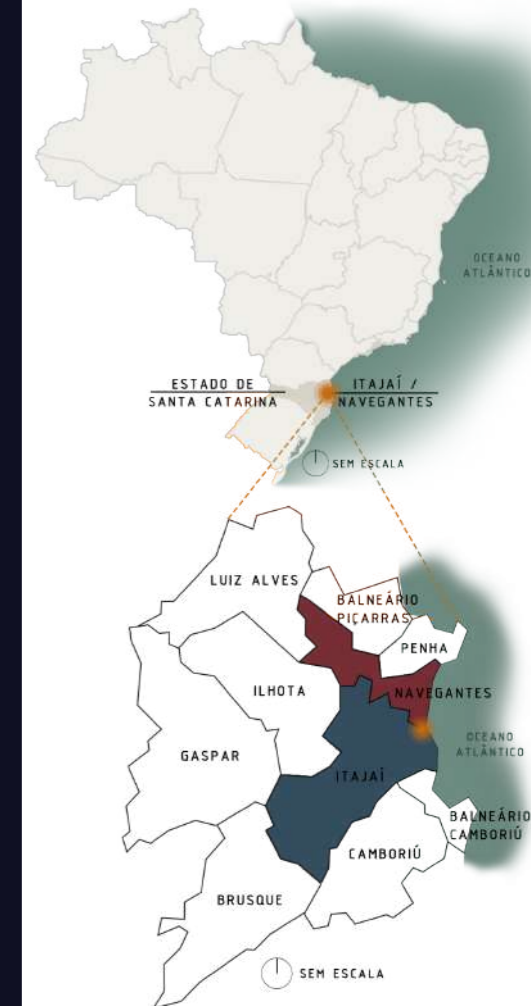 OCEANO
ATLÂNTICO
ESTADO DE
SANTA CATARINA
ITAJAÍ /
NAVEGANTES
SEM ESCALA
LUIZ ALVES
BALNEÁRIO
PIÇARRAS
PENHA
ILHOTA
NAVEGANTES
OCEANO
ATLÂNTICO
GASPAR
ITAJAÍ
BALNEÁRIO
CAMBORIÚ
CAMBORIÚ
BRUSQUE
SEM ESCALA